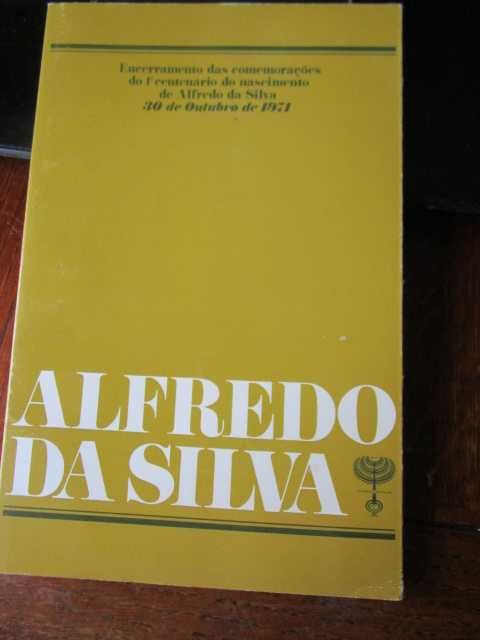 Encerramento das comemorações
do 1º centenário do nascimento
de Alfredo da Silva
30 de Outubro de 1971
ALFREDO
DA SILVA